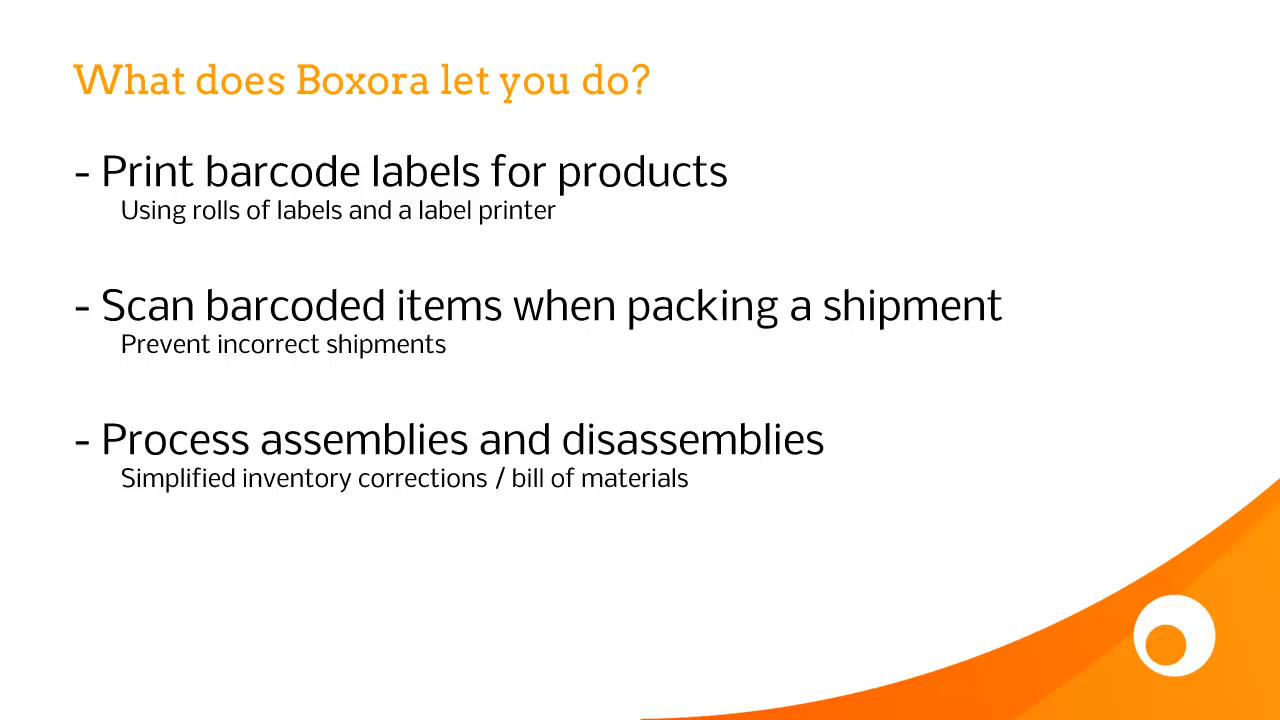 What does Boxora let you do?
- Print barcode labels for products
Using rolls of labels and a label printer
- Scan barcoded items when packing a shipment
Prevent incorrect shipments
- Process assemblies and disassemblies
Simplified inventory corrections / bill of materials